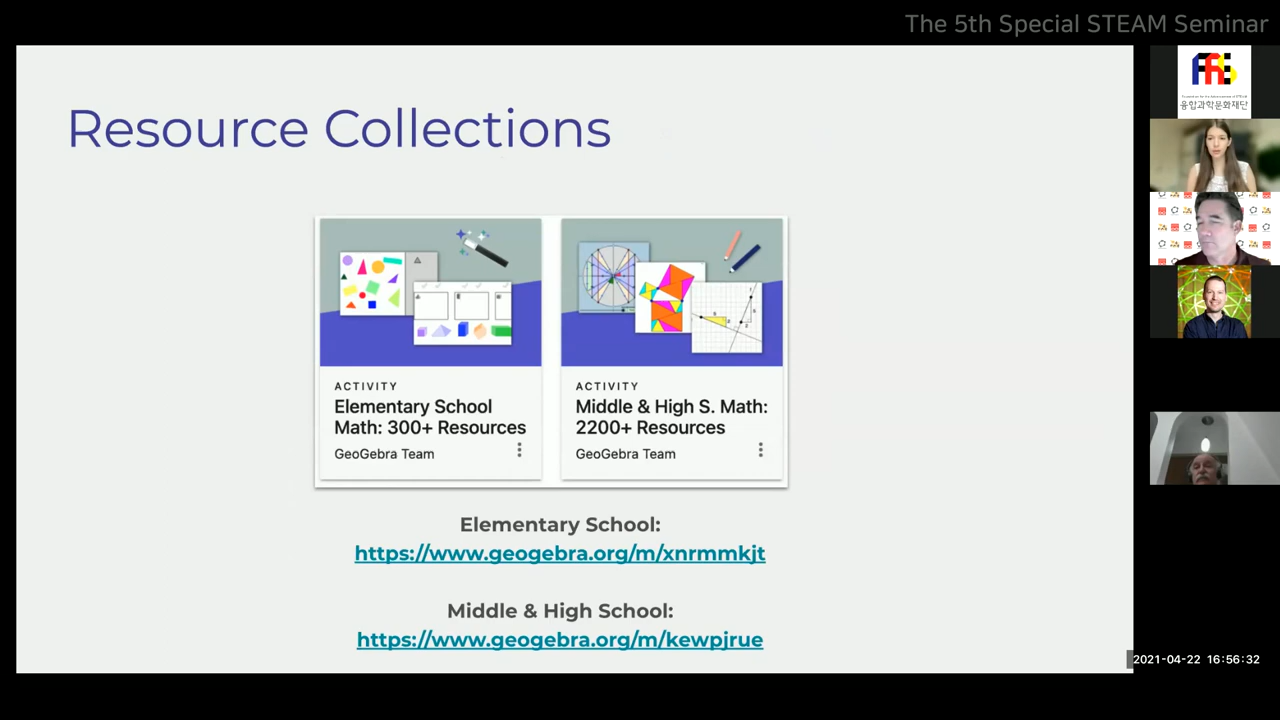 The 5th Special STEAM Seminar
Resource Collections
ACTIVITY
Elementary School
Math: 300+ Resources
GeoGebra Team
ACTIVITY
Middle & High S. Math:
2200+ Resources
GeoGebra Team
Elementary School:
https://www.geogebra.org/m/xnrmmkjt
Middle & High School:
https://www.geogebra.org/m/kewpjrue
융합과학문화재단
2021-04-22 16:56:32